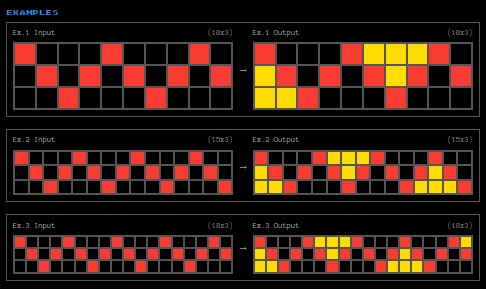 EXAMPLES
Ex.1 Input (10x3) Ex.1 Output (10x3)
→
Ex.2 Input (15x3) Ex.2 Output (15x3)
→
Ex.3 Input (18x3) Ex.3 Output (18x3)
→